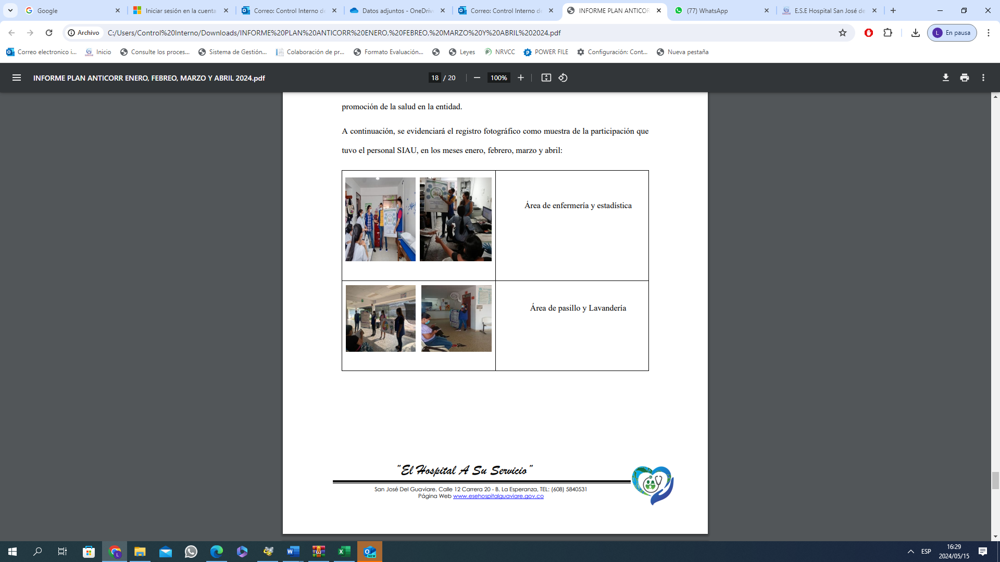 Google
Iniciar sesión en la cuenta
Correo: Control Interno de
Datos adjuntos - OneDrive
Correo: Control Interno de
INFORME PLAN ANTICOR
(77) WhatsApp
E.S.E Hospital San José de
Archivo
C:/Users/Control%20Interno/Downloads/INFORME%20PLAN%20ANTICORR%20ENERO,%20FEBREO,%20MARZO%20Y%20ABRIL%202024.pdf
L En pausa
Correo electronico i...
Inicio
Consulte los proces...
Sistema de Gestión...
Colaboración de pr...
Formato Evaluación...
Leyes
NRVCC
POWER FILE
Configuración: Cont...
Nueva pestaña
INFORME PLAN ANTICORR ENERO, FEBREO, MARZO Y ABRIL 2024.pdf
18 / 20
100%
promoción de la salud en la entidad.
A continuación, se evidenciará el registro fotográfico como muestra de la participación que
tuvo el personal SIAU, en los meses enero, febrero, marzo y abril:
Área de enfermería y estadística
Área de pasillo y Lavandería
"El Hospital A Su Servicio"
San José Del Guaviare. Calle 12 Carrera 20 - B. La Esperanza, TEL: (608) 5840531
Página Web www.esehospitalguaviare.gov.co
ESP
16:29
2024/05/15